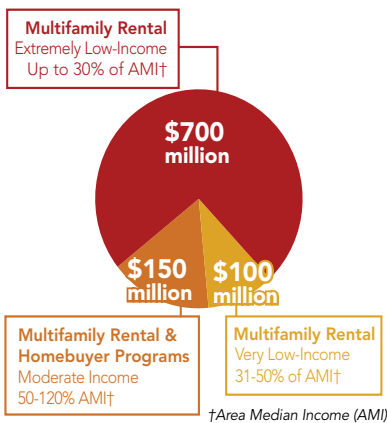 Multifamily Rental
Extremely Low-Income
Up to 30% of AMI†
$700
million
$150
million
$100
million
Multifamily Rental &
Homebuyer Programs
Moderate Income
50-120% AMI†
Multifamily Rental
Very Low-Income
31-50% of AMI†
†Area Median Income (AMI)